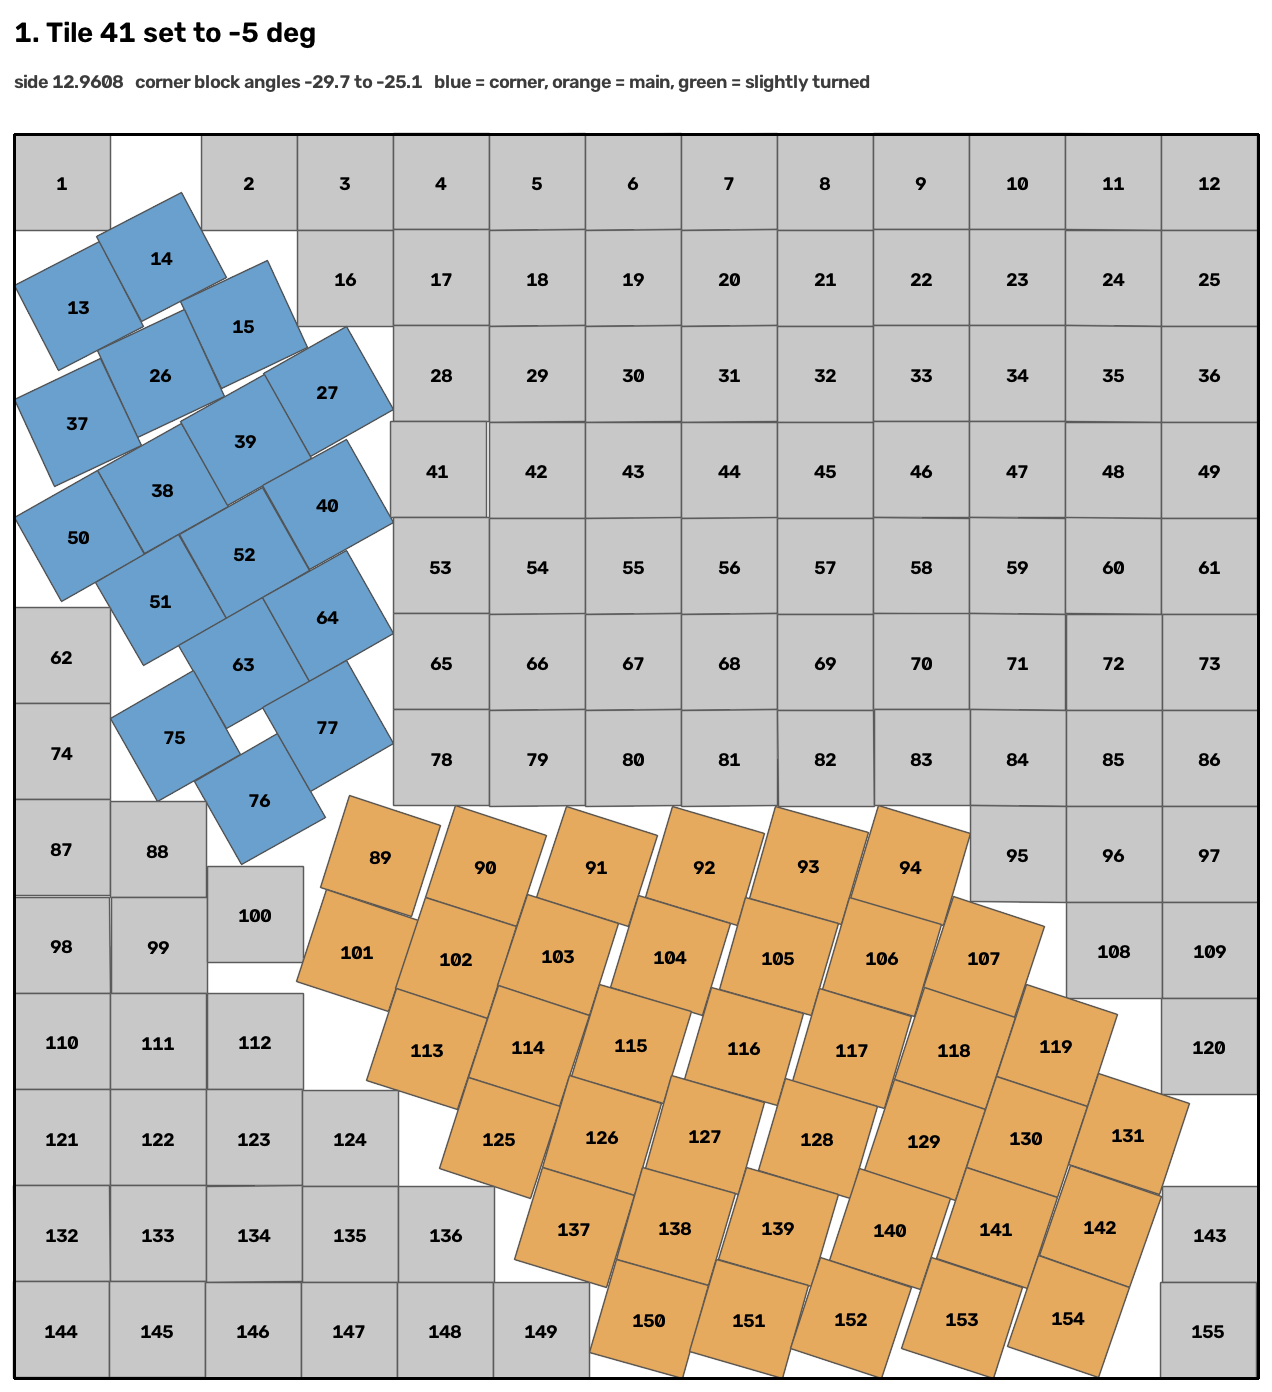 1. Tile 41 set to -5 deg
side 12.9608 corner block angles -29.7 to -25.1 blue = corner, orange = main, green = slightly turned
1 2 3 4 5 6 7 8 9 10 11 12
14
13
15
16 17 18 19 20 21 22 23 24 25
26
27
28 29 30 31 32 33 34 35 36
37
39
38
40
41 42 43 44 45 46 47 48 49
50
52
51
53 54 55 56 57 58 59 60 61
62
63
64
65 66 67 68 69 70 71 72 73
74
75
76
77
78 79 80 81 82 83 84 85 86
87 88
89 90 91 92 93 94
95 96 97
98 99 100
101 102 103 104 105 106 107
108 109
110 111 112
113 114 115 116 117 118 119
120
121 122 123 124
125 126 127 128 129 130 131
132 133 134 135 136
137 138 139 140 141 142
143
144 145 146 147 148 149
150 151 152 153 154
155